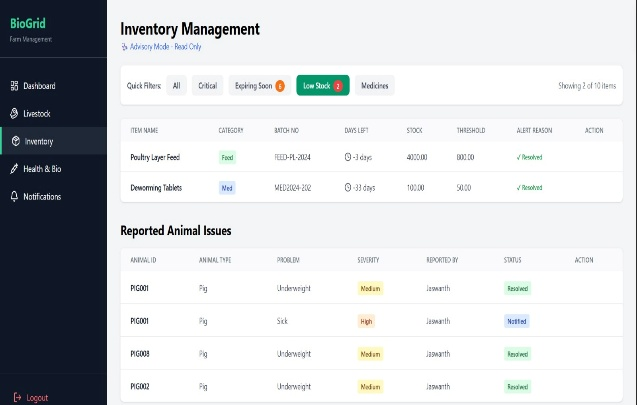 BioGrid
Farm Management
Dashboard
Livestock
Inventory
Health & Bio
Notifications
Logout
Inventory Management
Advisory Mode - Read Only
Quick Filters: All Critical Expiring Soon Low Stock 2 Medicines Showing 2 of 10 items
ITEM NAME CATEGORY BATCH NO DAYS LEFT STOCK THRESHOLD ALERT REASON ACTION
Poultry Layer Feed Feed FEED-PL-2024 -3 days 4000.00 800.00 ✓ Resolved
Deworming Tablets Med MED2024-202 -33 days 100.00 50.00 ✓ Resolved
Reported Animal Issues
ANIMAL ID ANIMAL TYPE PROBLEM SEVERITY REPORTED BY STATUS ACTION
PIG001 Pig Underweight Medium Jaswanth Resolved
PIG001 Pig Sick High Jaswanth Notified
PIG008 Pig Underweight Medium Jaswanth Resolved
PIG002 Pig Underweight Medium Jaswanth Resolved